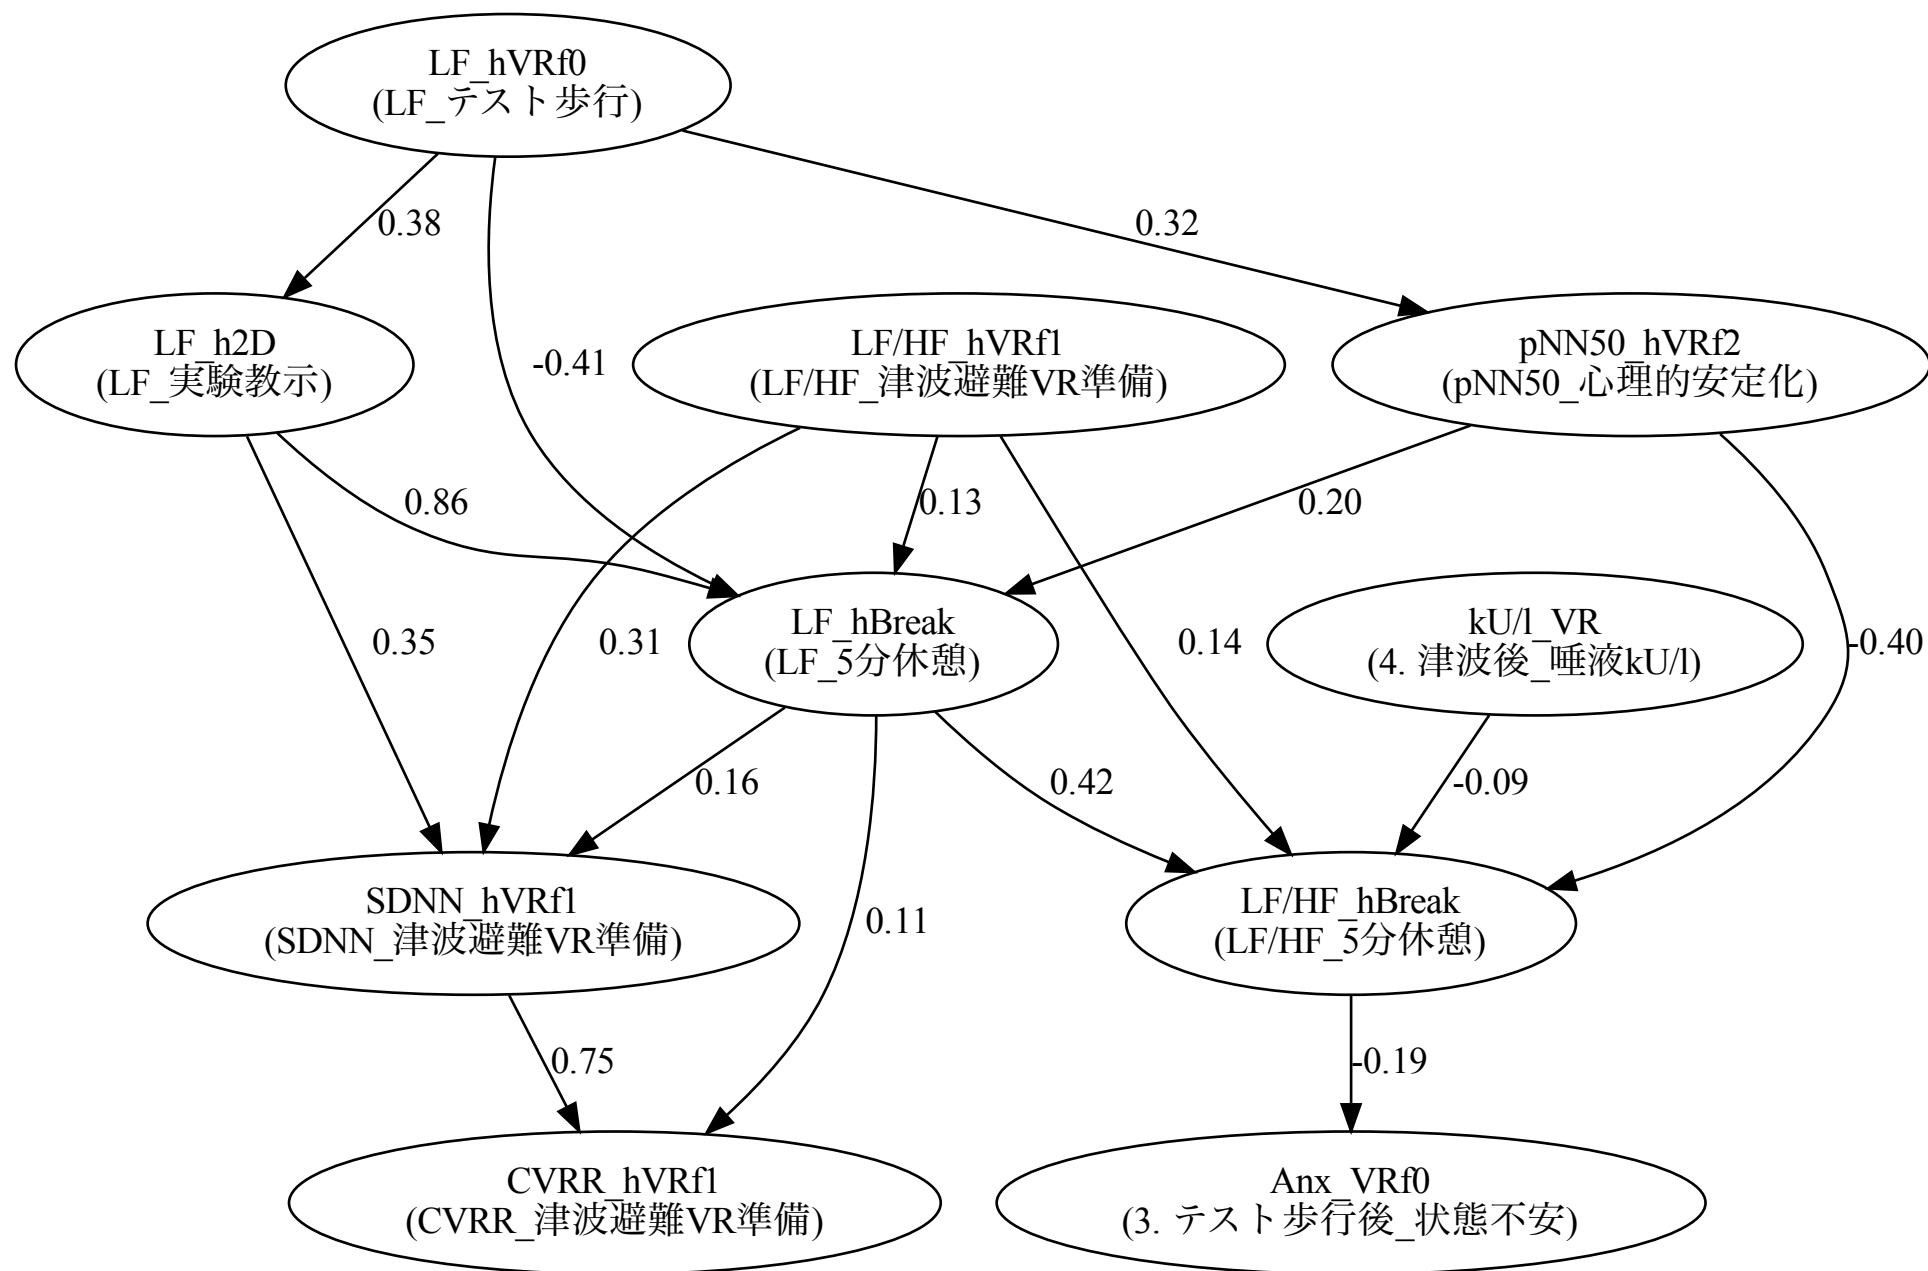 LF_hVRf0
(LF_テスト歩行)
0.38
0.32
LF_h2D
(LF_実験教示)
-0.41
LF/HF_hVRf1
(LF/HF_津波避難VR準備)
pNN50_hVRf2
(pNN50_心理的安定化)
0.86
0.13
0.20
0.35
0.31
LF_hBreak
(LF_5分休憩)
0.14
kU/l_VR
(4. 津波後_唾液kU/l)
-0.40
0.16
0.42
-0.09
SDNN_hVRf1
(SDNN_津波避難VR準備)
0.11
LF/HF_hBreak
(LF/HF_5分休憩)
0.75
-0.19
CVRR_hVRf1
(CVRR_津波避難VR準備)
Anx_VRf0
(3. テスト歩行後_状態不安)